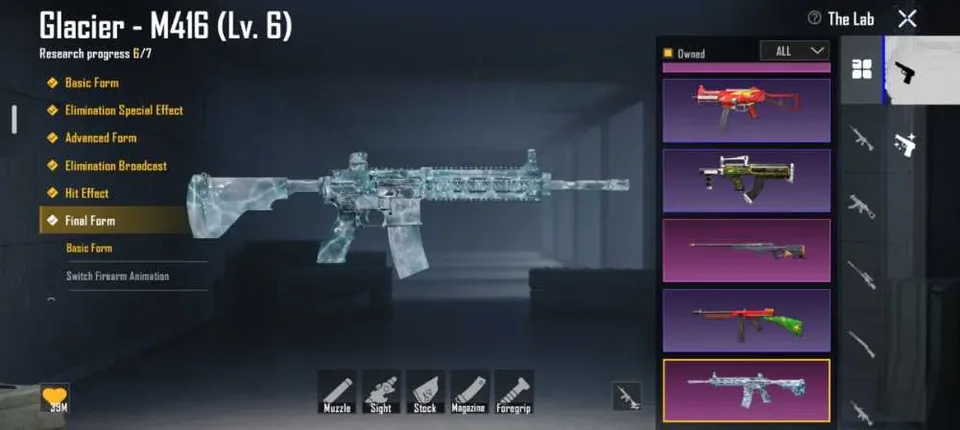 Glacier - M416 (Lv. 6)
Research progress 6/7
Basic Form
Elimination Special Effect
Advanced Form
Elimination Broadcast
Hit Effect
Final Form
Basic Form
Switch Firearm Animation
39M
Muzzle
Sight
Stock
Magazine
Foregrip
Owned
ALL
The Lab